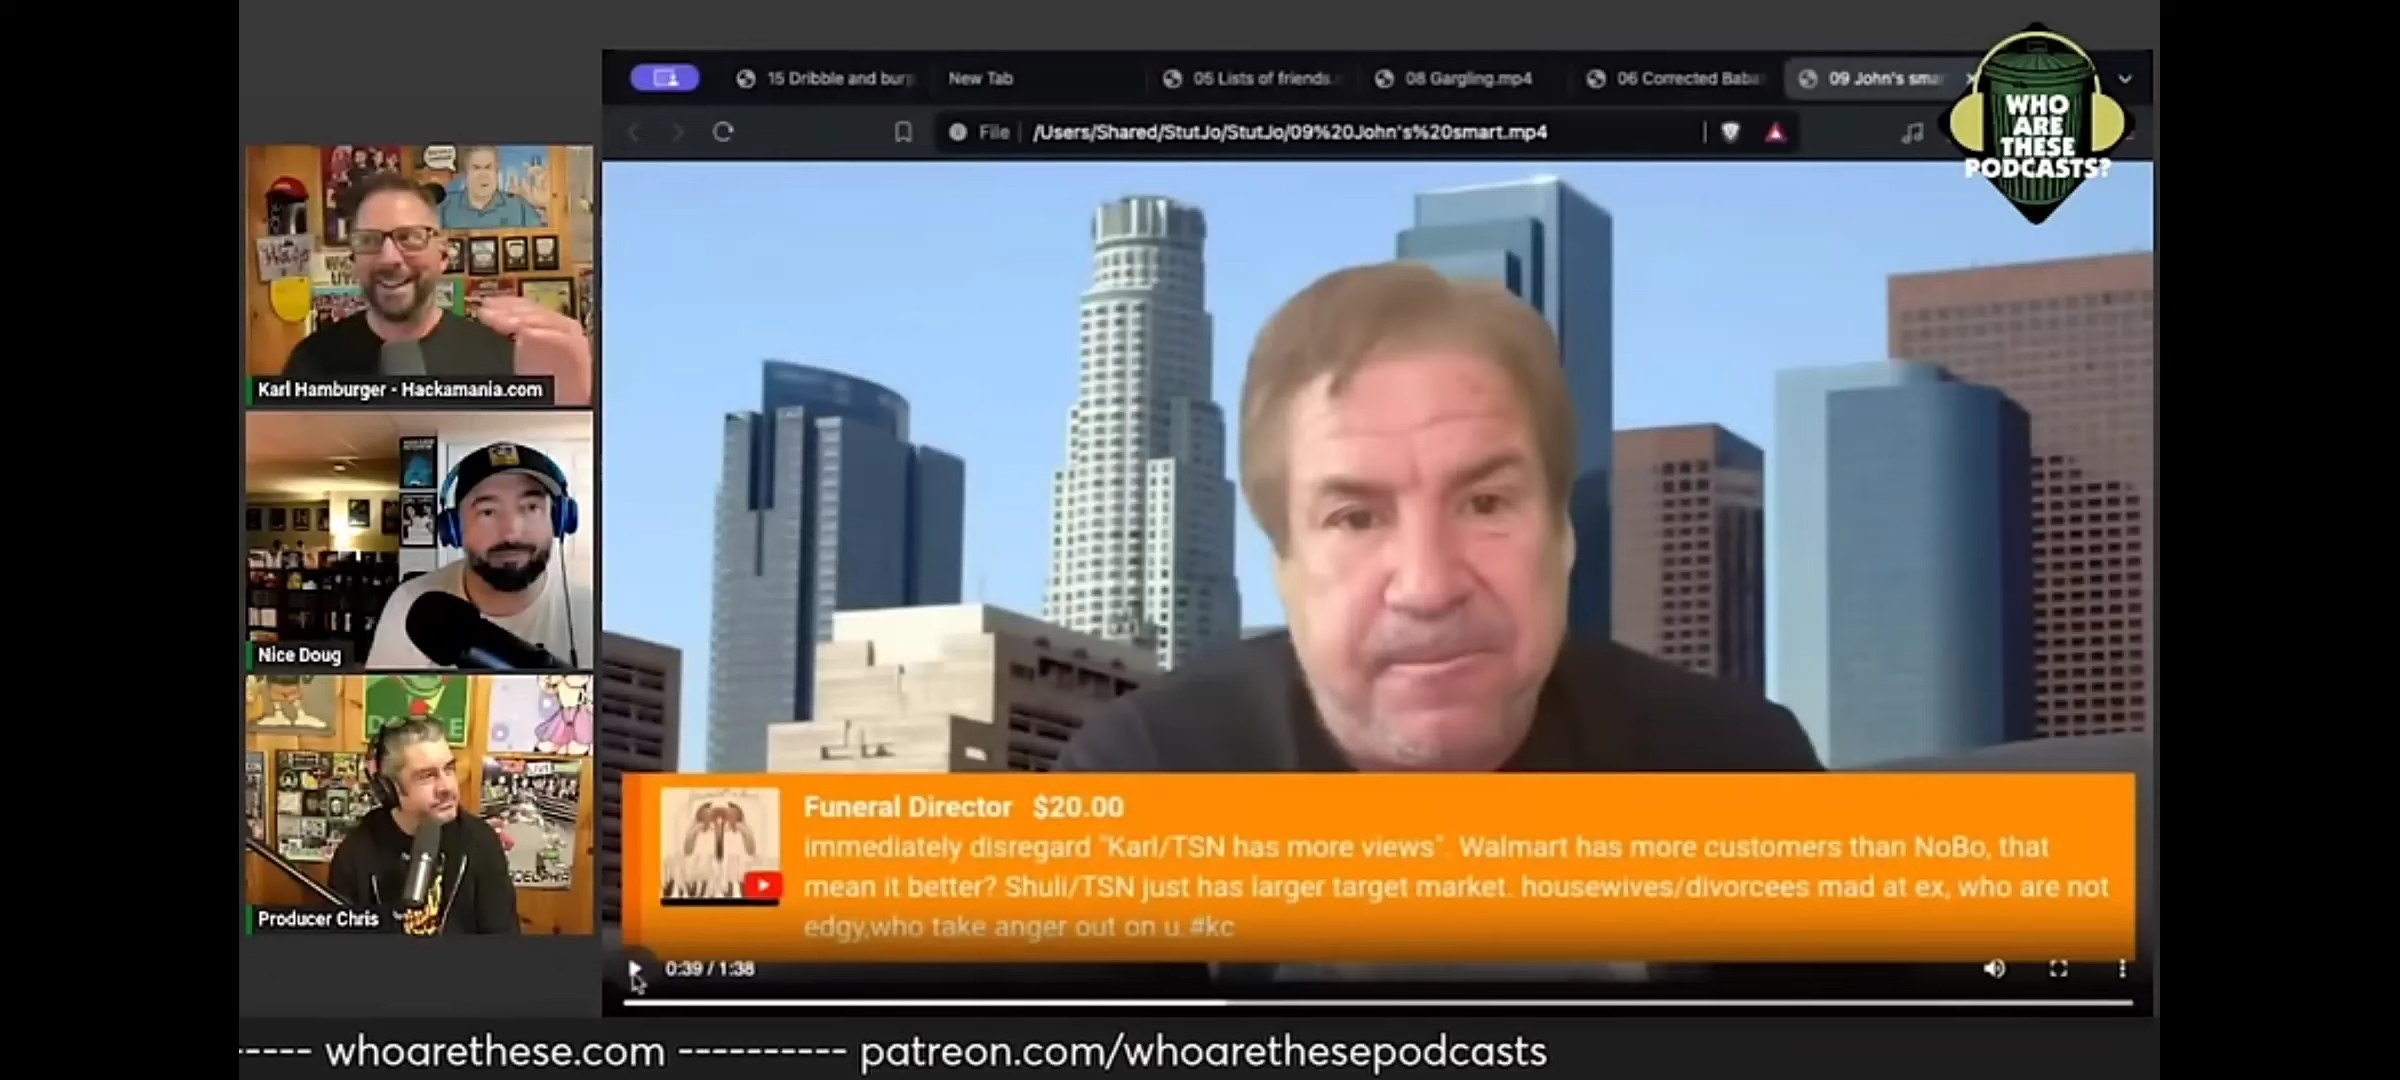 15 Dribble and burp
New Tab
05 Lists of friends.
08 Gargling.mp4
06 Corrected Baba
09 John's smar
File
/Users/Shared/StutJo/StutJo/09%20John's%20smart.mp4
WHO
ARE
THESE
PODCASTS?
Karl Hamburger - Hackamania.com
Nice Doug
Producer Chris
Funeral Director $20.00
immediately disregard "Karl/TSN has more views". Walmart has more customers than NoBo, that
mean it better? Shuli/TSN just has larger target market. housewives/divorcees mad at ex, who are not
edgy,who take anger out on u.#kc
0:39 / 1:38
----- whoarethese.com ---------- patreon.com/whoarethesepodcasts